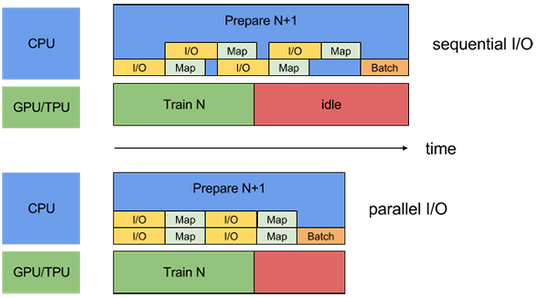 CPU
Prepare N+1
sequential I/O
I/O Map I/O Map
I/O Map I/O Map Batch
GPU/TPU
Train N
idle
time
CPU
Prepare N+1
parallel I/O
I/O Map I/O Map
I/O Map I/O Map Batch
GPU/TPU
Train N